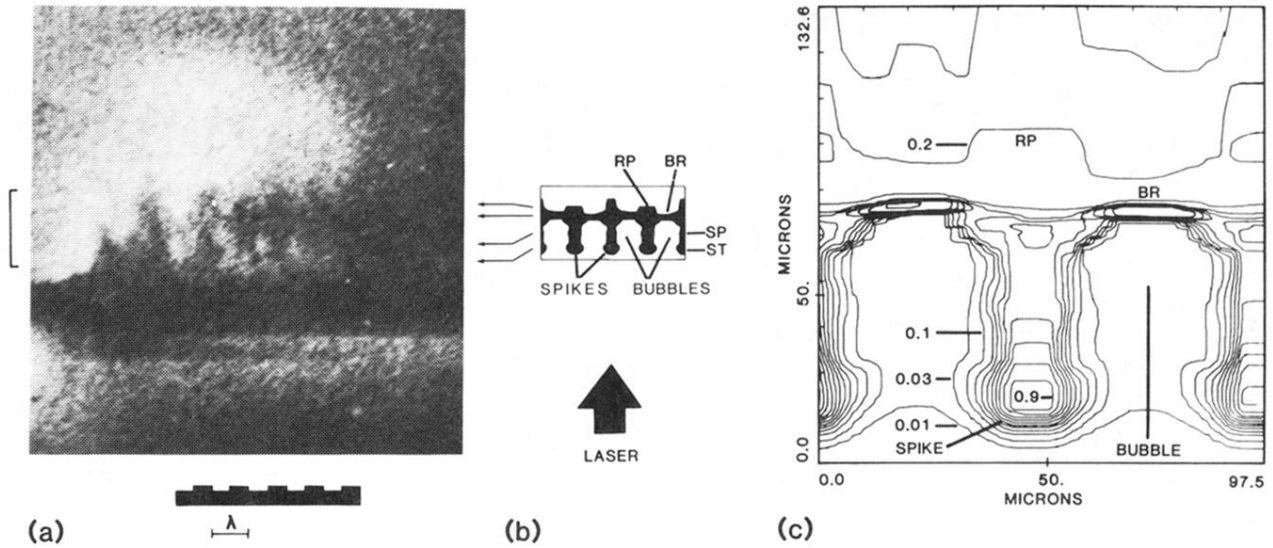 λ
(a)
RP BR
SP
ST
SPIKES BUBBLES
LASER
(b)
132.6
MICRONS
50.
0.0
0.2
RP
BR
0.1
0.03
0.9
0.01
SPIKE
BUBBLE
0.0 50. 97.5
MICRONS
(c)